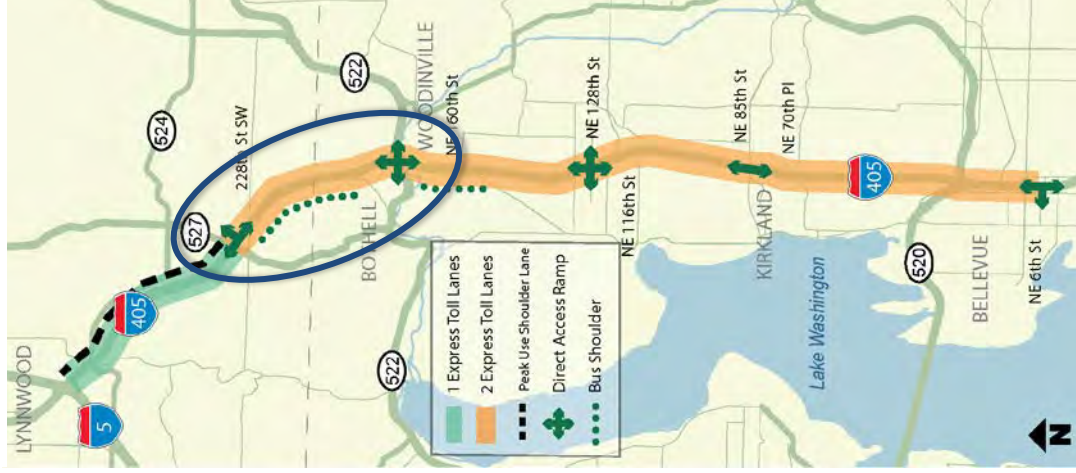 LYNNWOOD
5
405
524
527
228th St SW
522
WOODINVILLE
NE 160th St
BOTHELL
522
NE 128th St
NE 116th St
NE 85th St
KIRKLAND
NE 70th Pl
405
Lake Washington
520
BELLEVUE
NE 6th St
1 Express Toll Lanes
2 Express Toll Lanes
Peak Use Shoulder Lane
Direct Access Ramp
Bus Shoulder
N